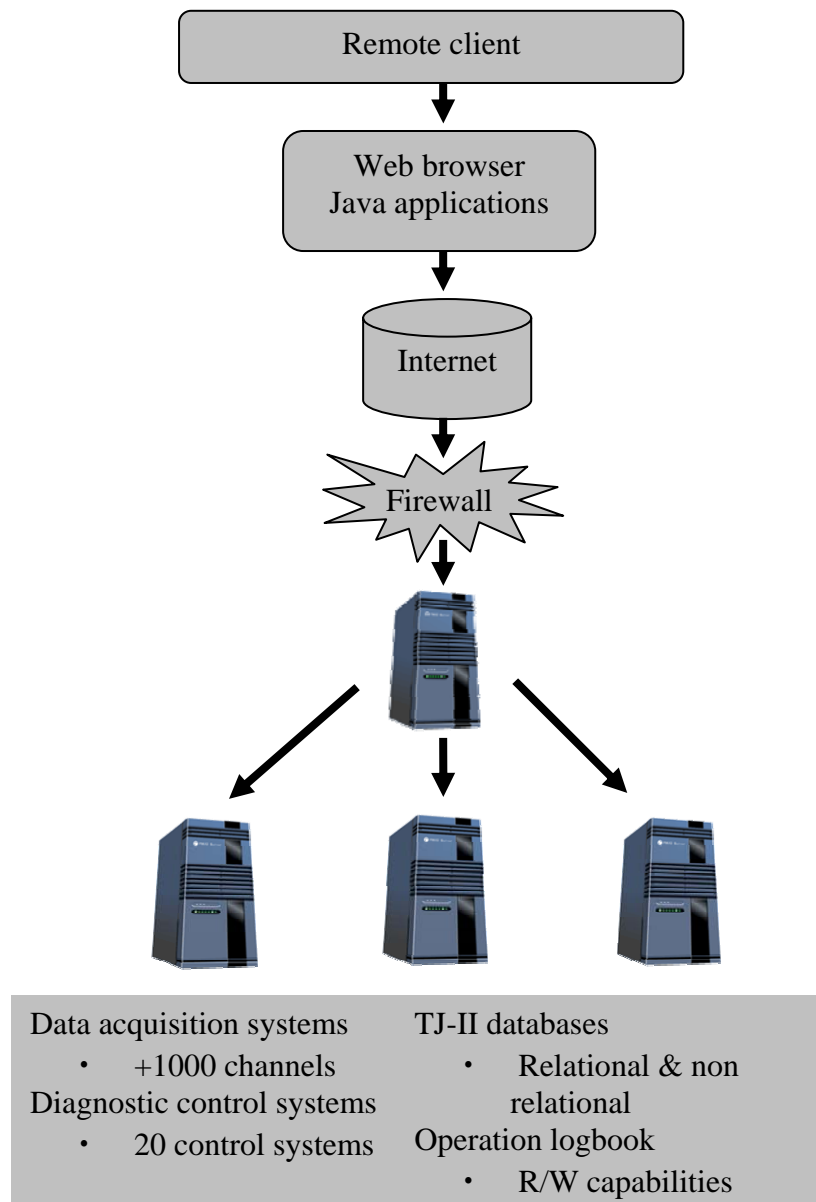 Remote client
Web browser
Java applications
Internet
Firewall
Data acquisition systems
· +1000 channels
Diagnostic control systems
· 20 control systems
TJ-II databases
· Relational & non
relational
Operation logbook
· R/W capabilities